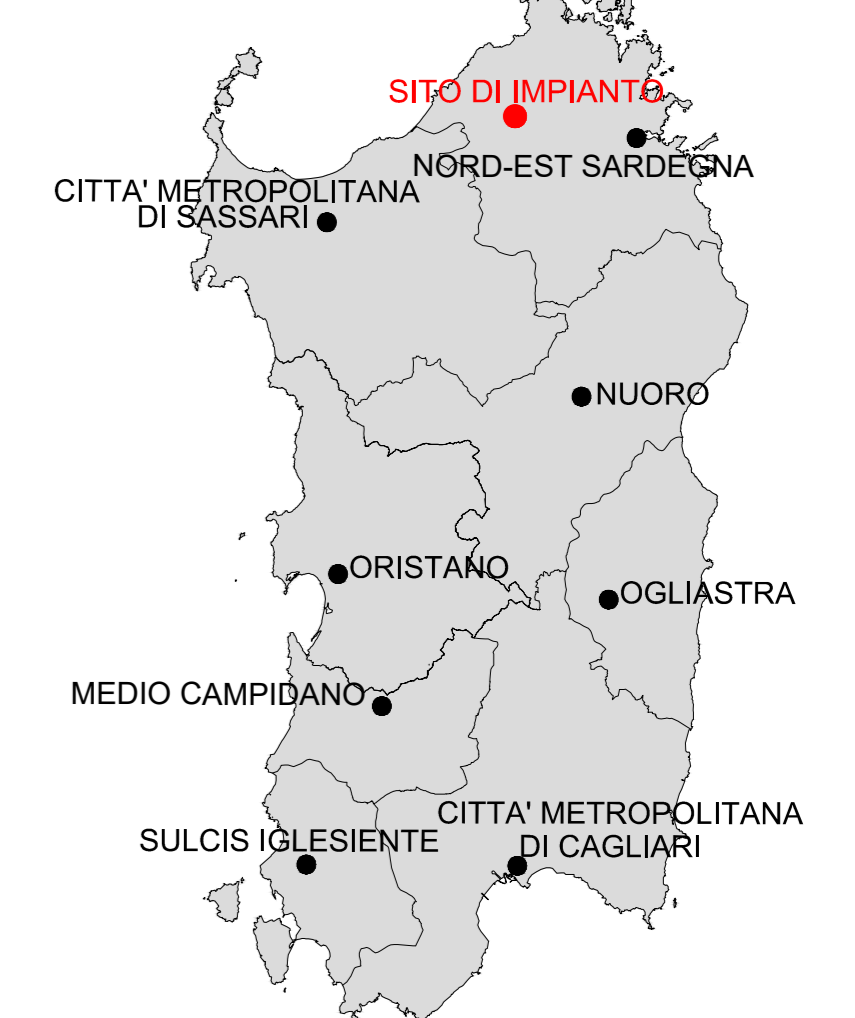 SITO DI IMPIANTO
NORD-EST SARDEGNA
CITTA' METROPOLITANA
DI SASSARI
NUORO
ORISTANO
OGLIASTRA
MEDIO CAMPIDANO
CITTA' METROPOLITANA
DI CAGLIARI
SULCIS IGLESIENTE